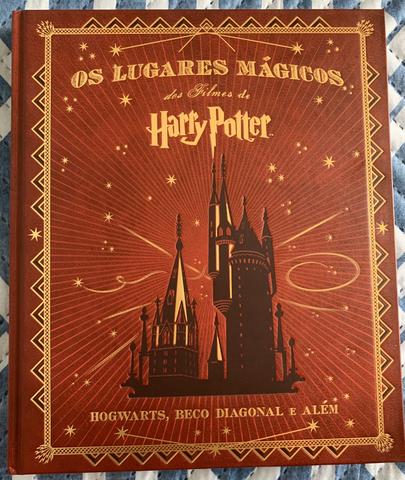 OS LUGARES MÁGICOS
dos Filmes de
Harry Potter
HOGWARTS, BECO DIAGONAL E ALÉM